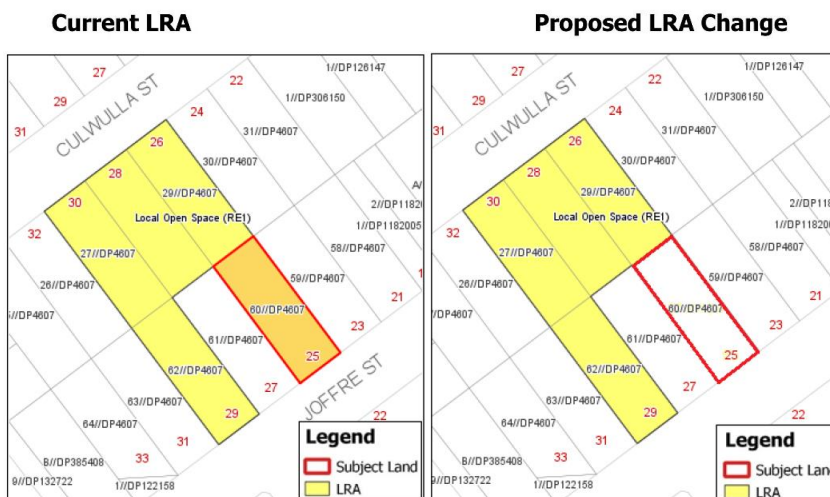 Current LRA
Proposed LRA Change
CULWULLA ST
27
29
31
22
24
26
28
30
32
1//DP126147
1//DP306150
31//DP4607
30//DP4607
29//DP4607
Local Open Space (RE1)
27//DP4607
26//DP4607
1//DP1182005
58//DP4607
59//DP4607
60//DP4607
61//DP4607
62//DP4607
63//DP4607
64//DP4607
B//DP385408
9//DP132722
1//DP122158
21
23
25
27
29
31
33
22
JOFFRE ST
Legend
Subject Land
LRA
CULWULLA ST
27
29
31
22
24
26
28
30
32
1//DP126147
1//DP306150
31//DP4607
30//DP4607
29//DP4607
Local Open Space (RE1)
27//DP4607
26//DP4607
58//DP4607
59//DP4607
60//DP4607
61//DP4607
62//DP4607
63//DP4607
64//DP4607
B//DP385408
9//DP132722
1//DP122158
21
23
25
27
29
31
33
22
Legend
Subject Land
LRA